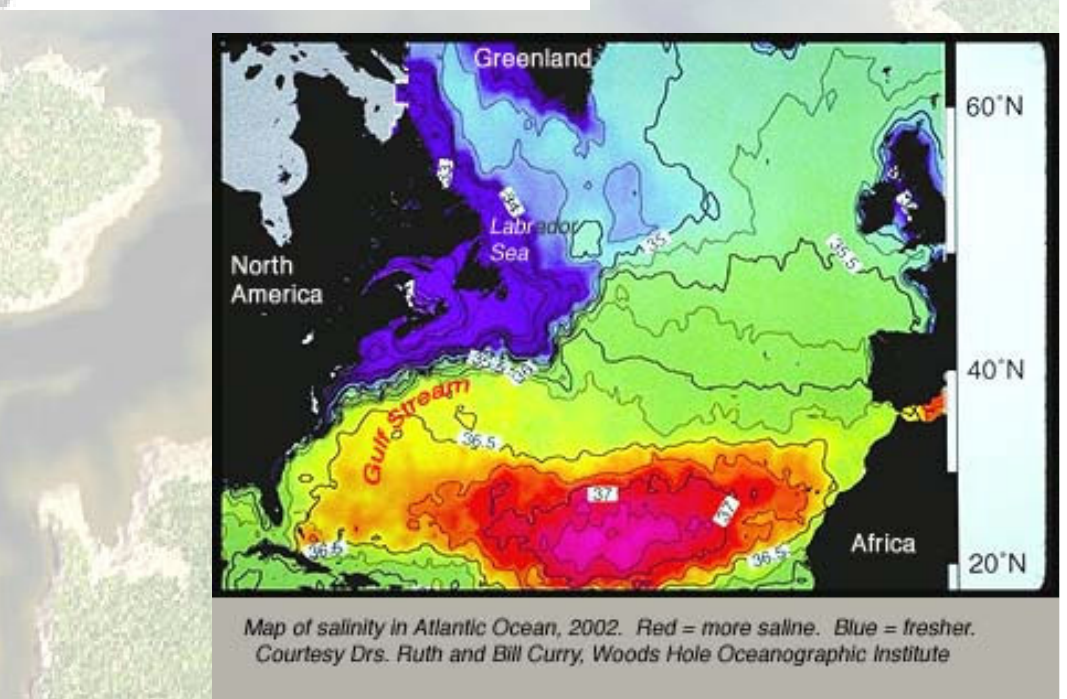 Greenland
60°N
34
Labrador
Sea
35
35.5
North
America
40°N
Gulf Stream
36.5
37
37
36.5
36.5
Africa
20°N
Map of salinity in Atlantic Ocean, 2002. Red = more saline. Blue = fresher.
Courtesy Drs. Ruth and Bill Curry, Woods Hole Oceanographic Institute